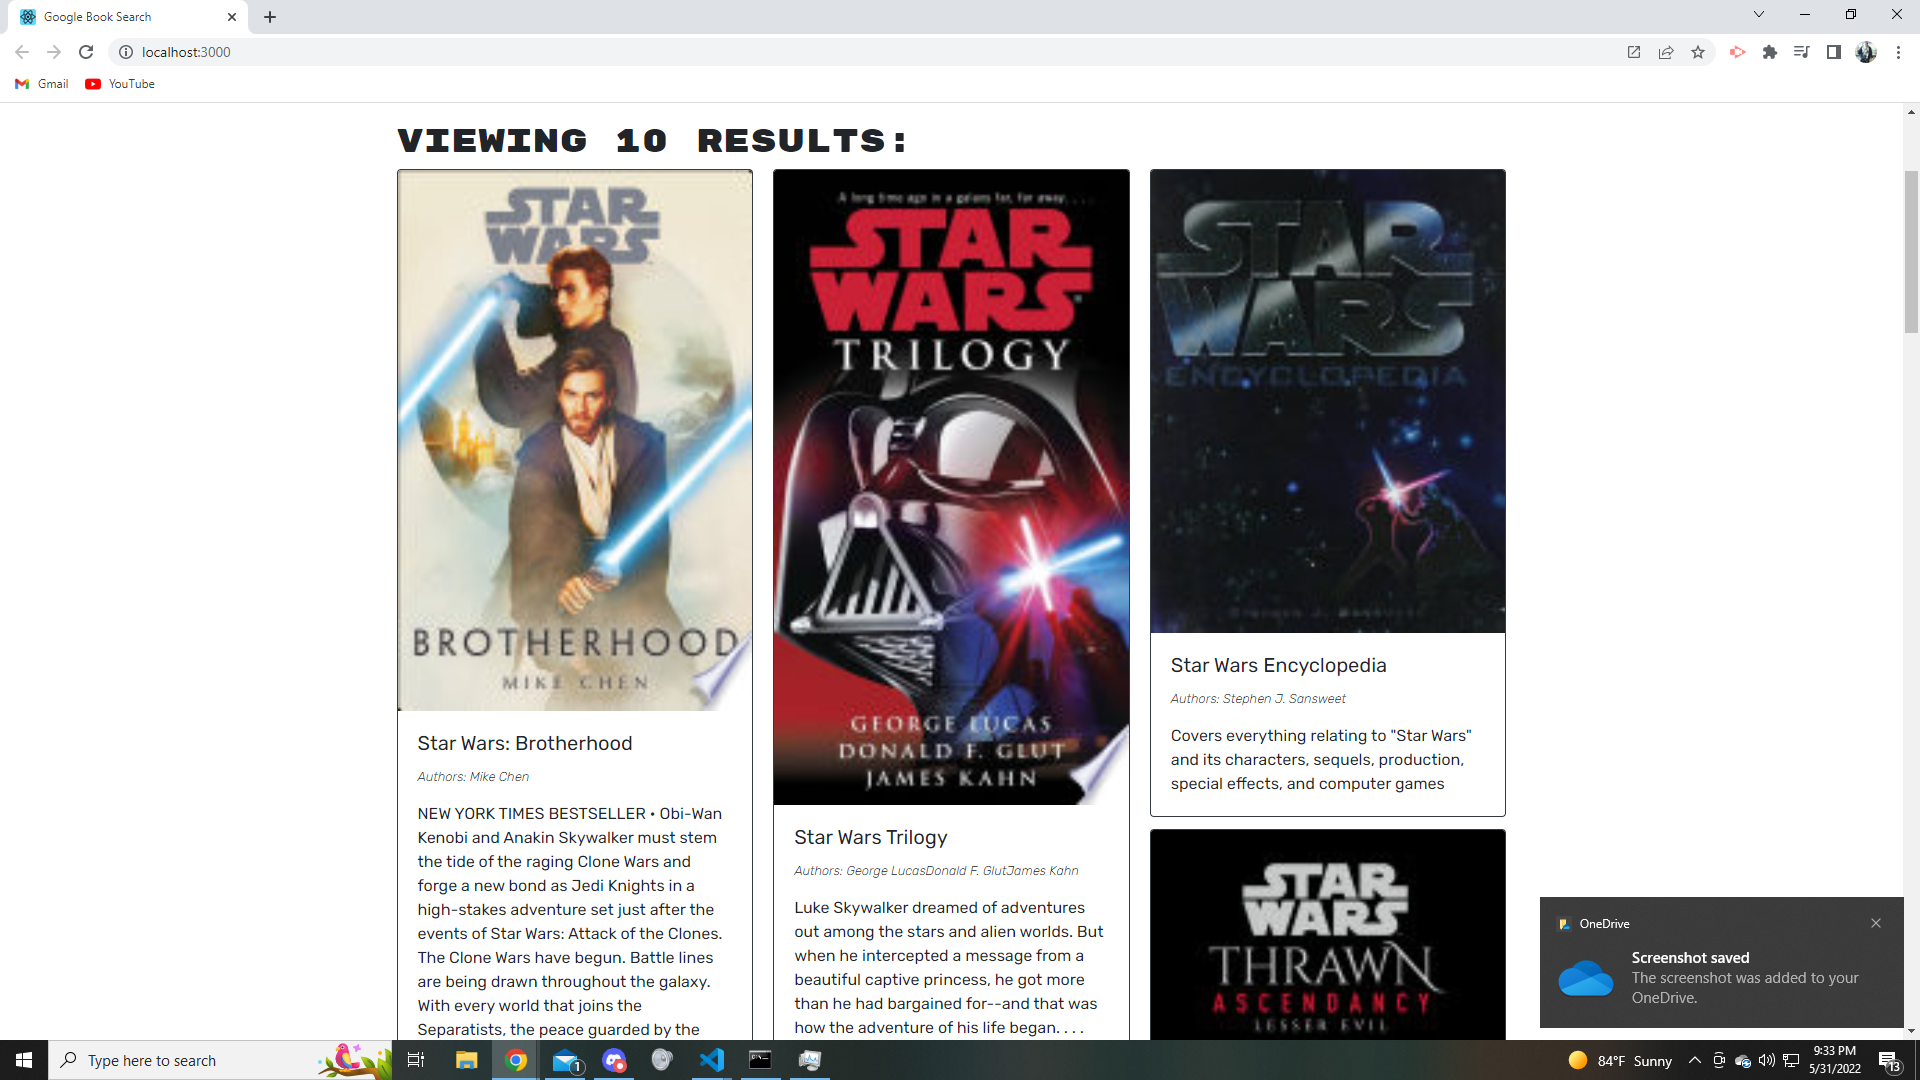 Google Book Search
localhost:3000
Gmail
YouTube
VIEWING 10 RESULTS:
STAR
WARS
BROTHERHOOD
MIKE CHEN
Star Wars: Brotherhood
Authors: Mike Chen
NEW YORK TIMES BESTSELLER • Obi-Wan
Kenobi and Anakin Skywalker must stem
the tide of the raging Clone Wars and
forge a new bond as Jedi Knights in a
high-stakes adventure set just after the
events of Star Wars: Attack of the Clones.
The Clone Wars have begun. Battle lines
are being drawn throughout the galaxy.
With every world that joins the
Separatists, the peace guarded by the
A long time ago in a galaxy far, far away. . . .
STAR
WARS
TRILOGY
GEORGE LUCAS
DONALD F. GLUT
JAMES KAHN
Star Wars Trilogy
Authors: George LucasDonald F. GlutJames Kahn
Luke Skywalker dreamed of adventures
out among the stars and alien worlds. But
when he intercepted a message from a
beautiful captive princess, he got more
than he had bargained for--and that was
how the adventure of his life began. . . .
STAR
WARS
ENCYCLOPEDIA
Star Wars Encyclopedia
Authors: Stephen J. Sansweet
Covers everything relating to "Star Wars"
and its characters, sequels, production,
special effects, and computer games
STAR
WARS
THRAWN
ASCENDANCY
LESSER EVIL
OneDrive
Screenshot saved
The screenshot was added to your
OneDrive.
Type here to search
1
84°F Sunny
9:33 PM
5/31/2022
13